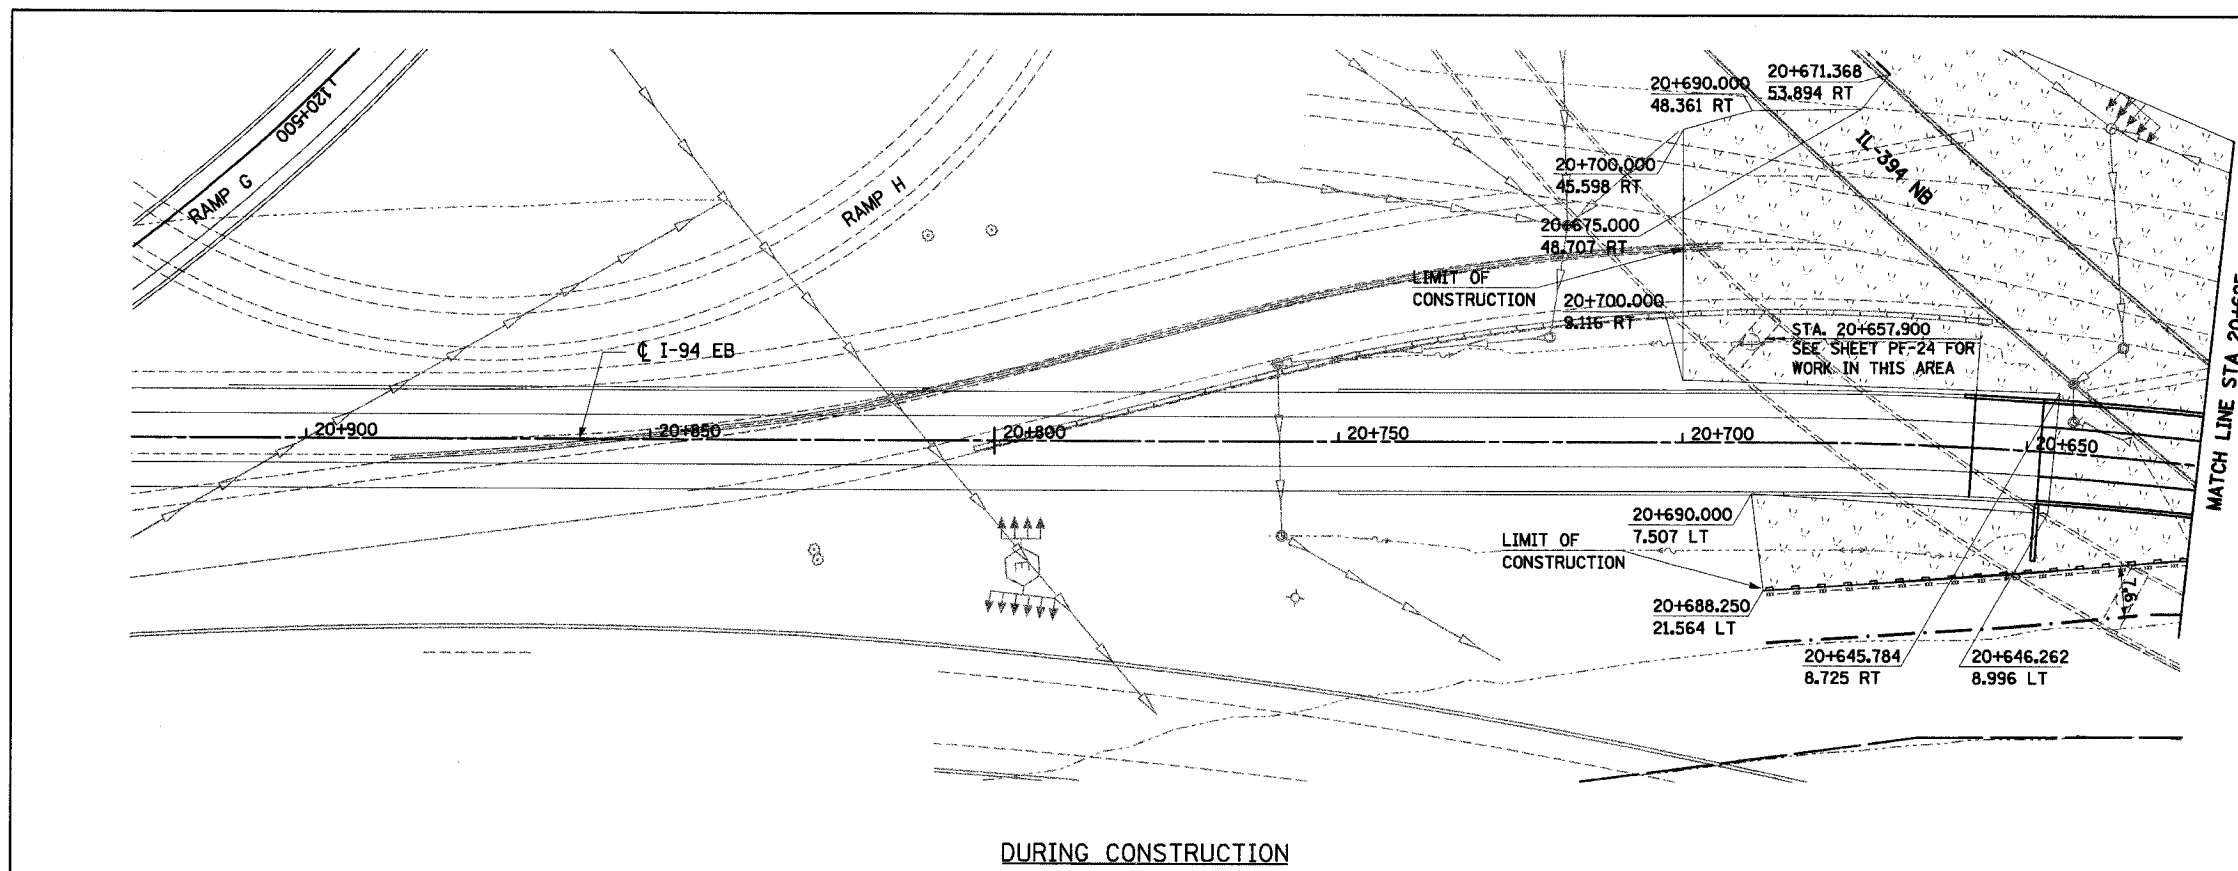 20+690.000
48.361 RT
20+671.368
53.894 RT
L120+500
RAMP G
RAMP H
IL-394 NB
20+700.000
45.598 RT
20+675.000
48.707 RT
LIMIT OF
CONSTRUCTION
20+700.000
9.116 RT
STA. 20+657.900
SEE SHEET PF-24 FOR
WORK IN THIS AREA
℄ I-94 EB
20+900
20+850
20+800
20+750
20+700
20+650
MATCH LINE STA
20+690.000
7.507 LT
LIMIT OF
CONSTRUCTION
E
20+688.250
21.564 LT
7.6
20+645.784
8.725 RT
20+646.262
8.996 LT
DURING CONSTRUCTION